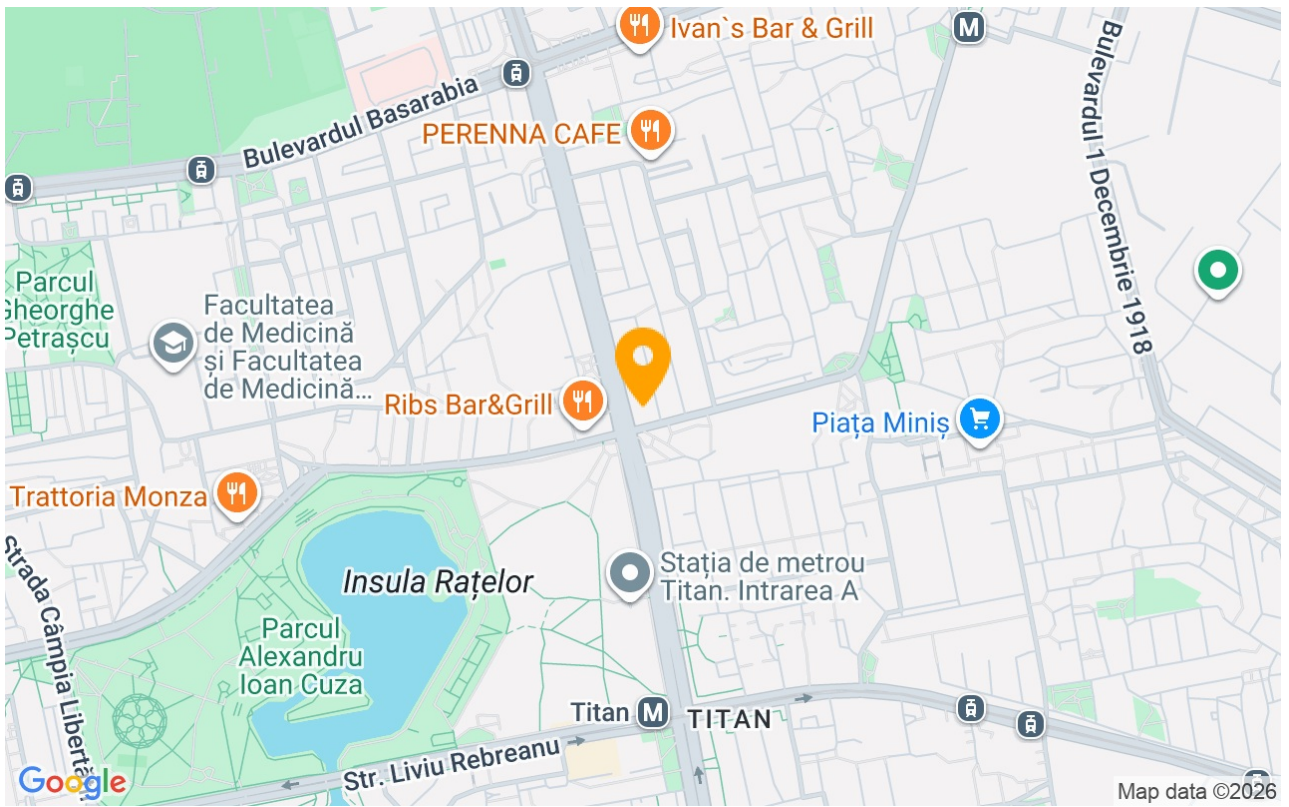 Ivan`s Bar & Grill
M
Bulevardul Basarabia
PERENNA CAFE
Bulevardul 1 Decembrie 1918
Parcul
Gheorghe
Petrașcu
Facultatea
de Medicină
și Facultatea
de Medicină...
Ribs Bar&Grill
Piața Miniș
Trattoria Monza
Strada Câmpia Libertă
Insula Rațelor
Stația de metrou
Titan. Intrarea A
Parcul
Alexandru
Ioan Cuza
Titan M
TITAN
Str. Liviu Rebreanu
Google
Map data ©2026